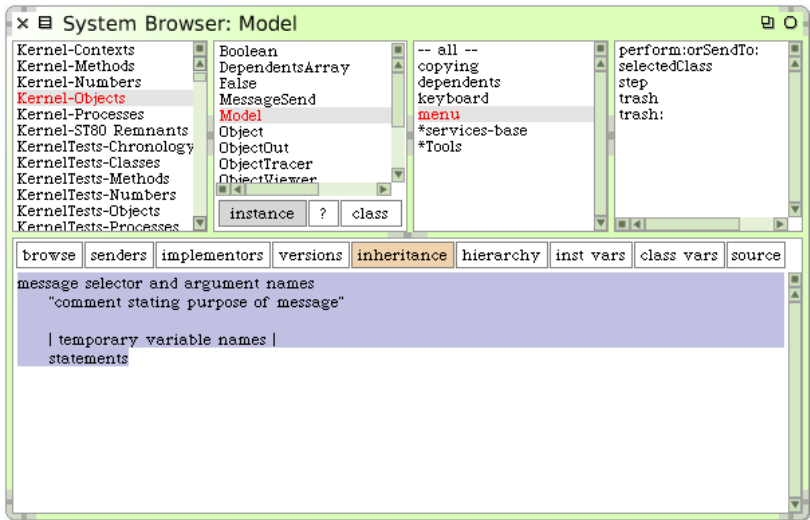 System Browser: Model
Kernel-Contexts
Kernel-Methods
Kernel-Numbers
Kernel-Objects
Kernel-Processes
Kernel-ST80 Remnants
KernelTests-Chronology
KernelTests-Classes
KernelTests-Methods
KernelTests-Numbers
KernelTests-Objects
KernelTests-Processes
Boolean
DependentsArray
False
MessageSend
Model
Object
ObjectOut
ObjectTracer
ObjectViewer
instance ? class
-- all --
copying
dependents
keyboard
menu
*services-base
*Tools
perform:orSendTo:
selectedClass
step
trash
trash:
browse senders implementors versions inheritance hierarchy inst vars class vars source
message selector and argument names
"comment stating purpose of message"
| temporary variable names |
statements